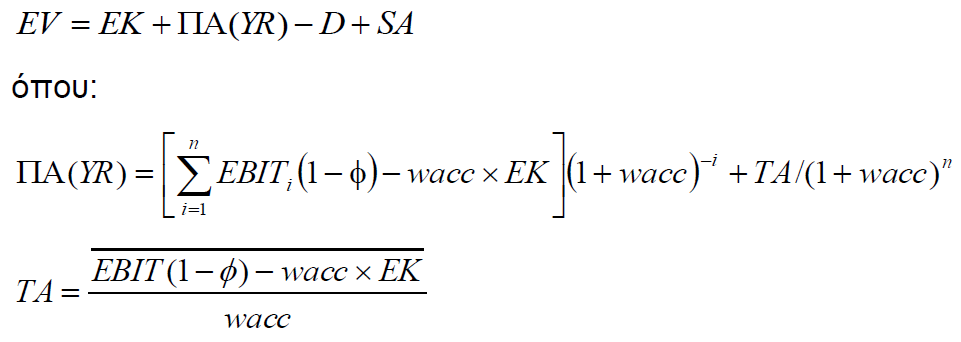 EV = EK + ΠΑ(YR) − D + SA
όπου:
ΠΑ(YR) = [∑_{i=1}^{n} EBIT_i(1−φ) − wacc × EK](1 + wacc)^{−i} + TA/(1 + wacc)^n
TA = \frac{\overline{EBIT(1−ϕ) − wacc × EK}}{wacc}